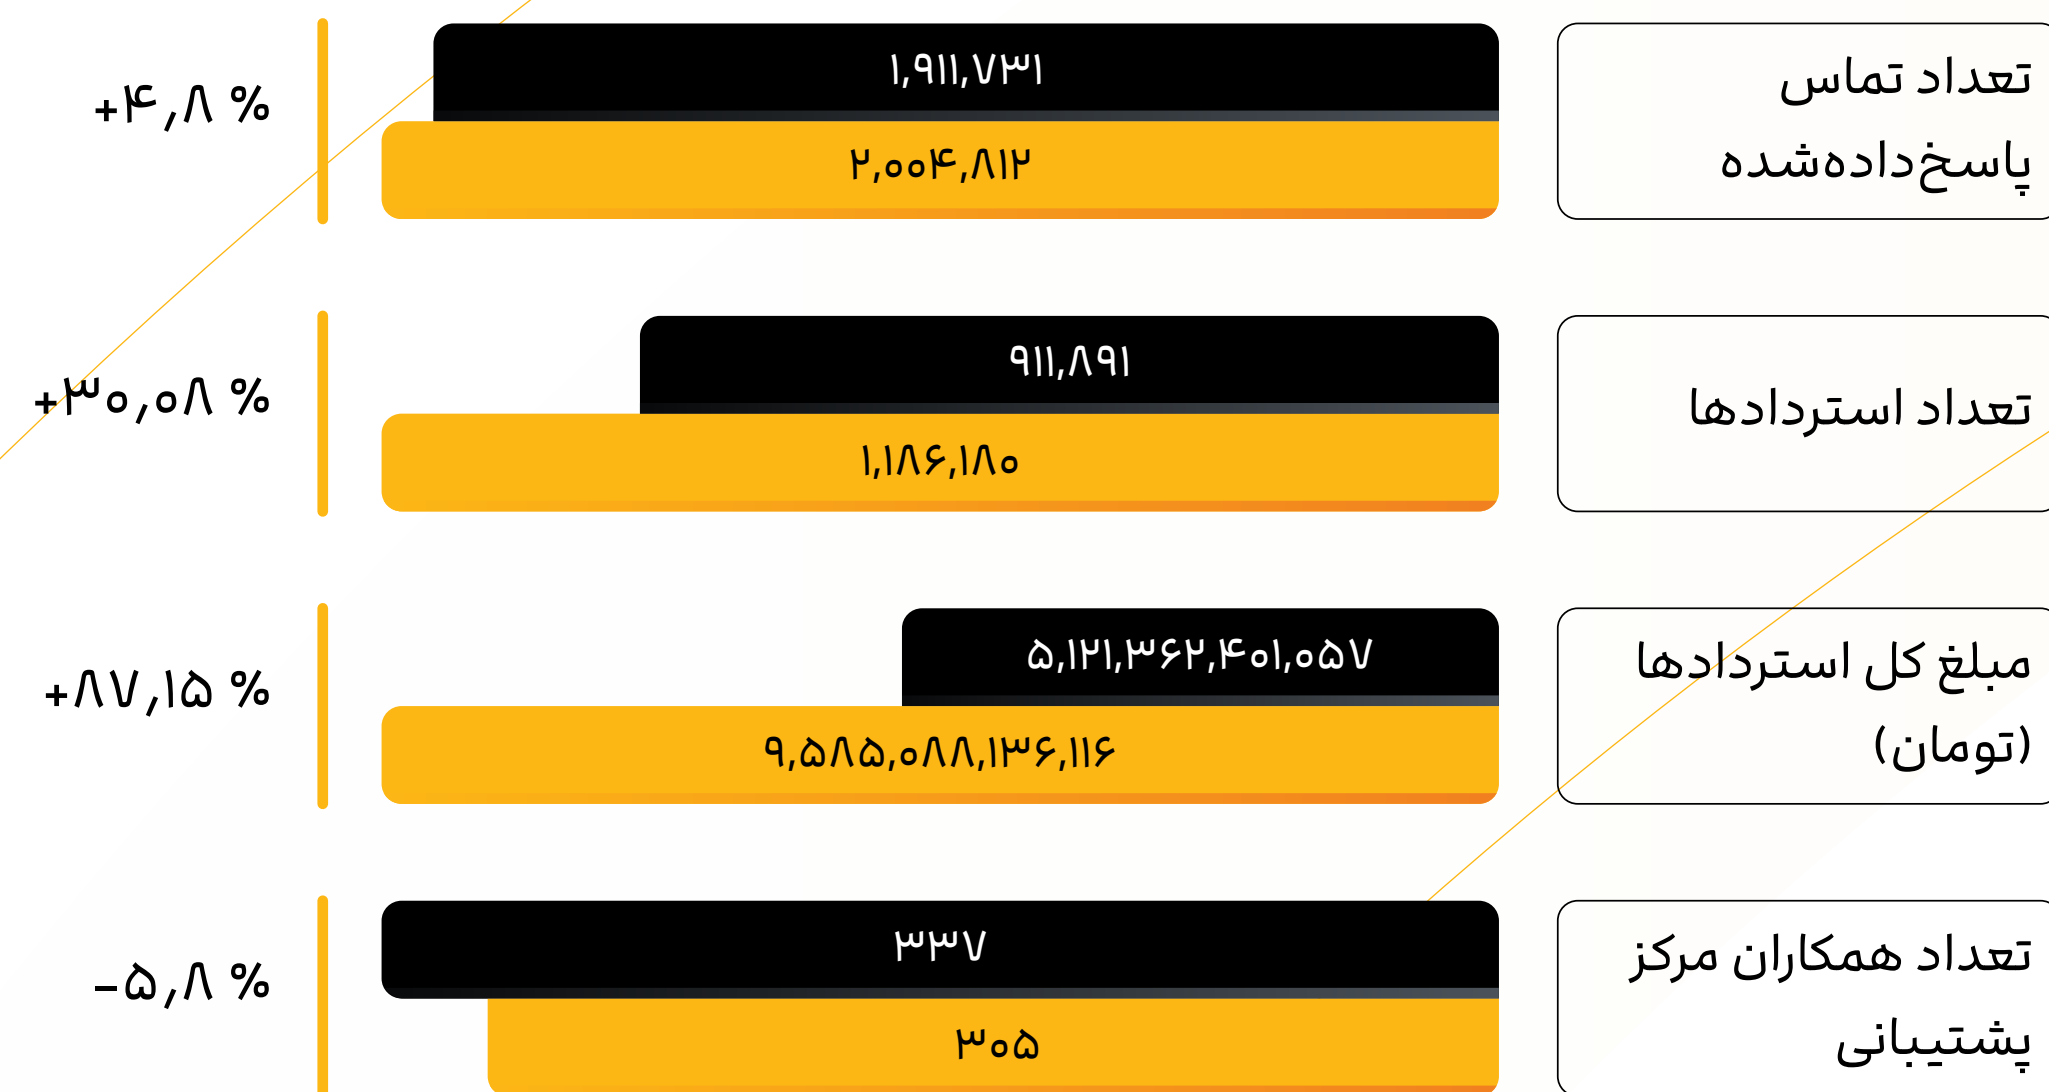 تعداد تماس
پاسخ‌داده‌شده
۱,۹۱۱,۷۳۱
۲,۰۰۴,۸۱۲
+۴,۸ %
تعداد استردادها
۹۱۱,۸۹۱
۱,۱۸۶,۱۸۰
+۳۰,۰۸ %
مبلغ کل استردادها
(تومان)
۵,۱۲۱,۳۶۲,۴۰۱,۰۵۷
۹,۵۸۵,۰۸۸,۱۳۶,۱۱۶
+۸۷,۱۵ %
تعداد همکاران مرکز
پشتیبانی
۳۳۷
۳۰۵
−۵,۸ %